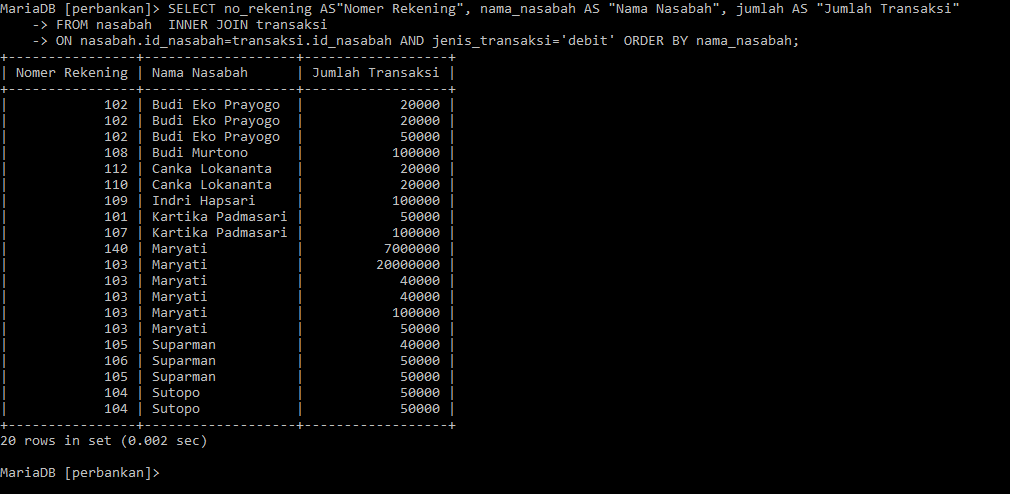 MariaDB [perbankan]> SELECT no_rekening AS"Nomer Rekening", nama_nasabah AS "Nama Nasabah", jumlah AS "Jumlah Transaksi"
    -> FROM nasabah  INNER JOIN transaksi
    -> ON nasabah.id_nasabah=transaksi.id_nasabah AND jenis_transaksi='debit' ORDER BY nama_nasabah;
+----------------+-------------------+------------------+
| Nomer Rekening | Nama Nasabah      | Jumlah Transaksi |
+----------------+-------------------+------------------+
|            102 | Budi Eko Prayogo  |            20000 |
|            102 | Budi Eko Prayogo  |            20000 |
|            102 | Budi Eko Prayogo  |            50000 |
|            108 | Budi Murtono      |           100000 |
|            112 | Canka Lokananta   |            20000 |
|            110 | Canka Lokananta   |            20000 |
|            109 | Indri Hapsari     |           100000 |
|            101 | Kartika Padmasari |            50000 |
|            107 | Kartika Padmasari |           100000 |
|            140 | Maryati           |          7000000 |
|            103 | Maryati           |         20000000 |
|            103 | Maryati           |            40000 |
|            103 | Maryati           |            40000 |
|            103 | Maryati           |           100000 |
|            103 | Maryati           |            50000 |
|            105 | Suparman          |            40000 |
|            106 | Suparman          |            50000 |
|            105 | Suparman          |            50000 |
|            104 | Sutopo            |            50000 |
|            104 | Sutopo            |            50000 |
+----------------+-------------------+------------------+
20 rows in set (0.002 sec)
MariaDB [perbankan]>